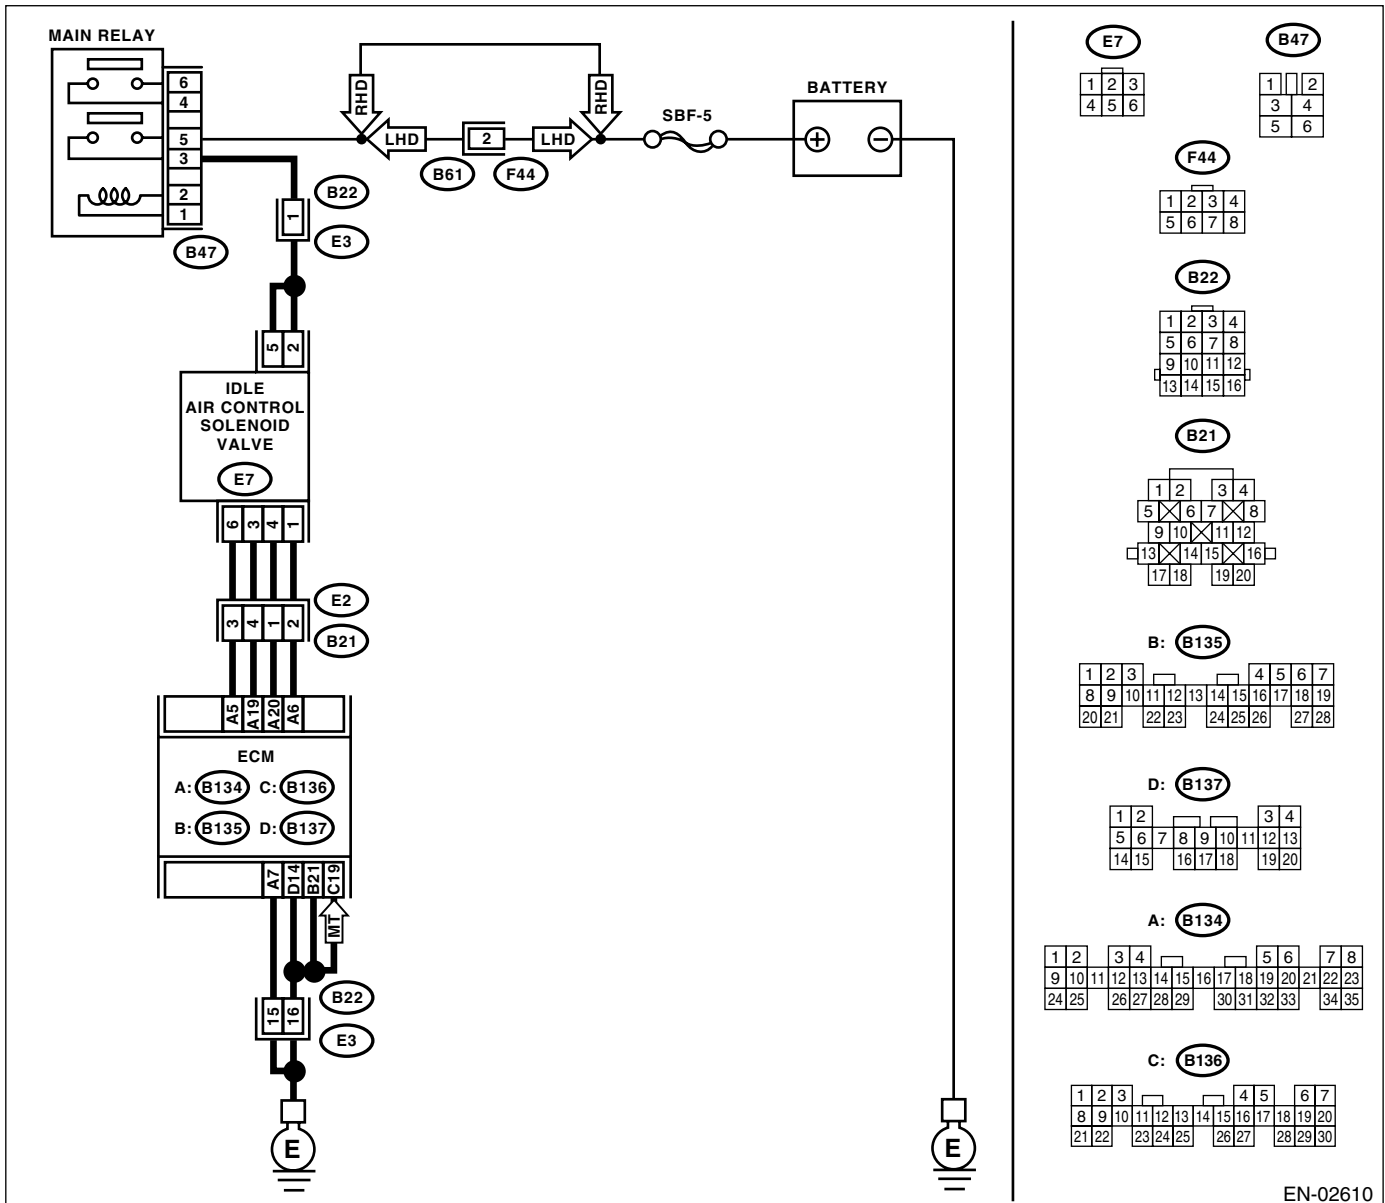 MAIN RELAY
6
4
5
3
2
1
B47
RHD
RHD
LHD
2
LHD
B61
F44
SBF-5
BATTERY
+
−
B22
1
E3
5 2
IDLE
AIR CONTROL
SOLENOID
VALVE
E7
6 3 4 1
E2
3 4 1 2
B21
A5 A19 A20 A6
ECM
A: B134 C: B136
B: B135 D: B137
A7 D14 B21 C19
MT
B22
15 16
E3
E
E
E7
1 2 3
4 5 6
B47
1 2
3 4
5 6
F44
1 2 3 4
5 6 7 8
B22
1 2 3 4
5 6 7 8
9 10 11 12
13 14 15 16
B21
1 2 3 4
5 6 7 8
9 10 11 12
13 14 15 16
17 18 19 20
B: B135
1 2 3 4 5 6 7
8 9 10 11 12 13 14 15 16 17 18 19
20 21 22 23 24 25 26 27 28
D: B137
1 2 3 4
5 6 7 8 9 10 11 12 13
14 15 16 17 18 19 20
A: B134
1 2 3 4 5 6 7 8
9 10 11 12 13 14 15 16 17 18 19 20 21 22 23
24 25 26 27 28 29 30 31 32 33 34 35
C: B136
1 2 3 4 5 6 7
8 9 10 11 12 13 14 15 16 17 18 19 20
21 22 23 24 25 26 27 28 29 30
EN-02610